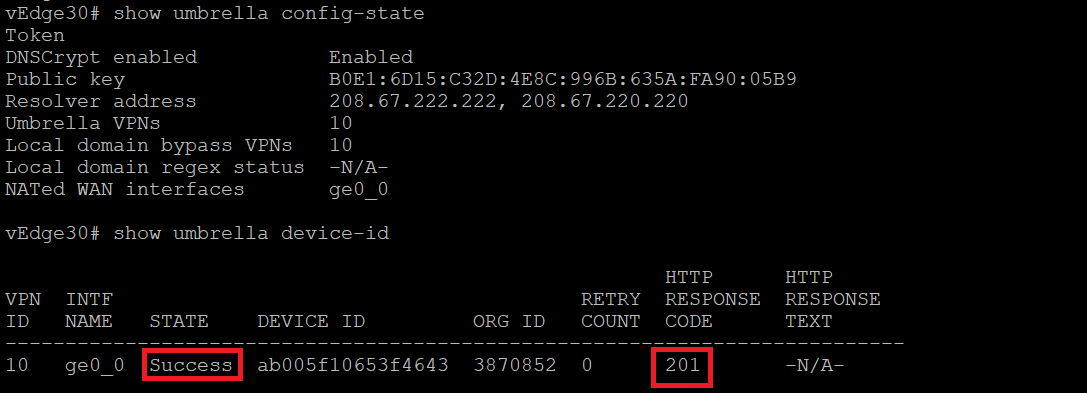 vEdge30# show umbrella config-state
Token
DNSCrypt enabled           Enabled
Public key                 B0E1:6D15:C32D:4E8C:996B:635A:FA90:05B9
Resolver address           208.67.222.222, 208.67.220.220
Umbrella VPNs              10
Local domain bypass VPNs   10
Local domain regex status  -N/A-
NATed WAN interfaces       ge0_0
vEdge30# show umbrella device-id
                                                       HTTP      HTTP
VPN  INTF                                       RETRY  RESPONSE  RESPONSE
ID   NAME   STATE    DEVICE ID         ORG ID   COUNT  CODE      TEXT
---------------------------------------------------------------------------
10   ge0_0  Success  ab005f10653f4643  3870852  0      201       -N/A-